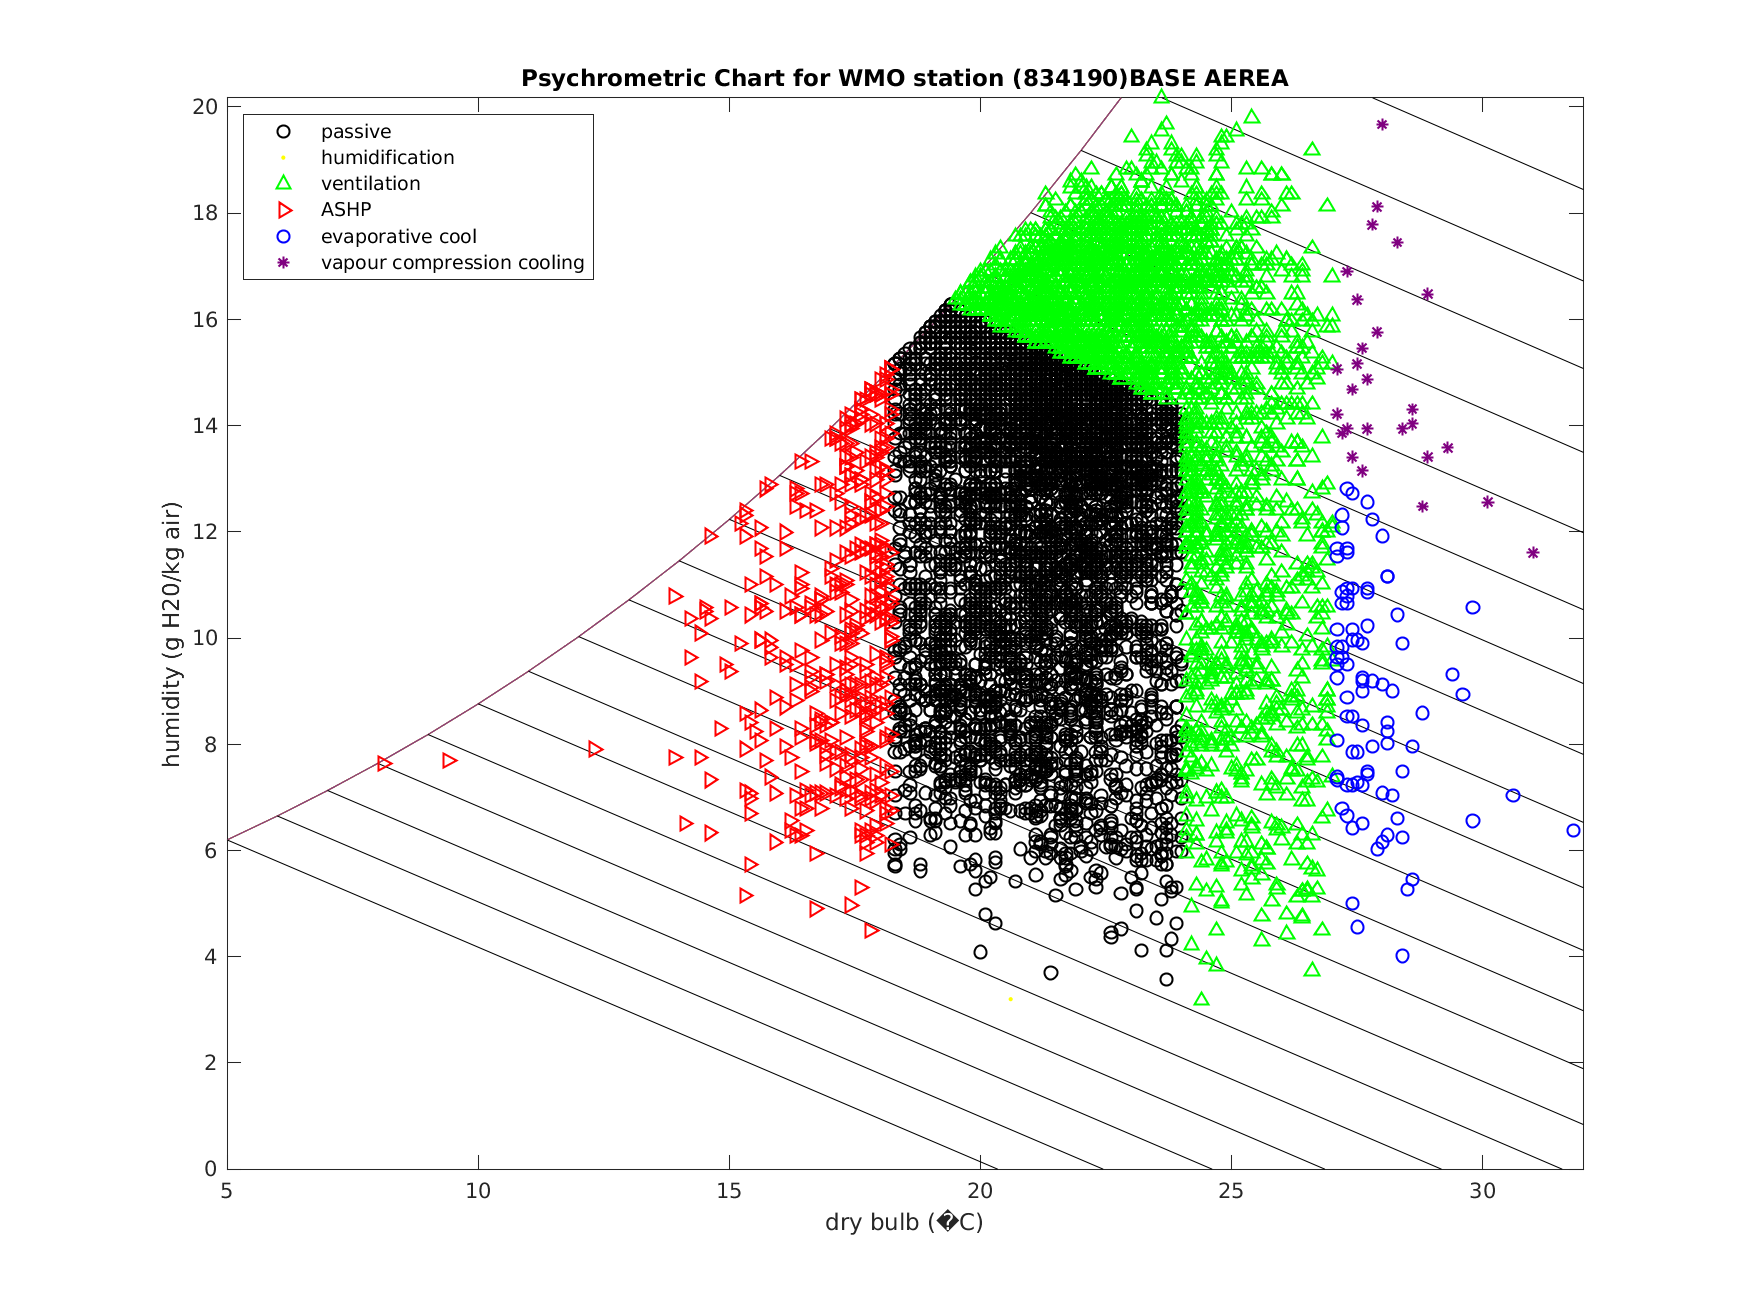 Psychrometric Chart for WMO station (834190)BASE AEREA
20
18
16
14
12
10
8
6
4
2
0
humidity (g H20/kg air)
passive
humidification
ventilation
ASHP
evaporative cool
vapour compression cooling
5 10 15 20 25 30
dry bulb (�C)